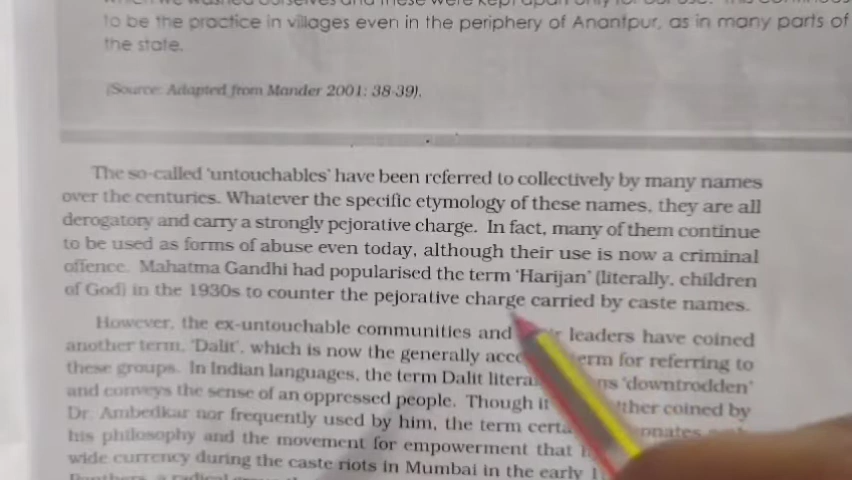 to be the practice in villages even in the periphery of Anantpur, as in many parts of
the state.
(Source: Adapted from Mander 2001: 38-39).
The so-called 'untouchables' have been referred to collectively by many names
over the centuries. Whatever the specific etymology of these names, they are all
derogatory and carry a strongly pejorative charge. In fact, many of them continue
to be used as forms of abuse even today, although their use is now a criminal
offence. Mahatma Gandhi had popularised the term 'Harijan' (literally, children
of God) in the 1930s to counter the pejorative charge carried by caste names.
However, the ex-untouchable communities and leaders have coined
another term, 'Dalit', which is now the generally term for referring to
these groups. In Indian languages, the term Dalit 'downtrodden'
and conveys the sense of an oppressed people. Though it coined by
Dr. Ambedkar nor frequently used by him, the term
his philosophy and the movement for empowerment that
wide currency during the caste riots in Mumbai in the early